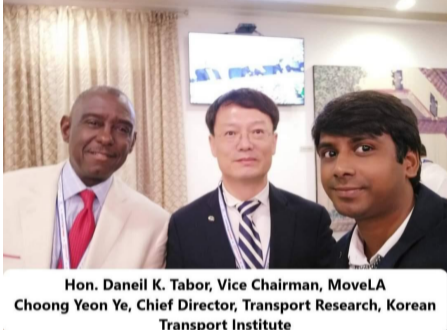 Hon. Daneil K. Tabor, Vice Chairman, MoveLA
Choong Yeon Ye, Chief Director, Transport Research, Korean
Transport Institute